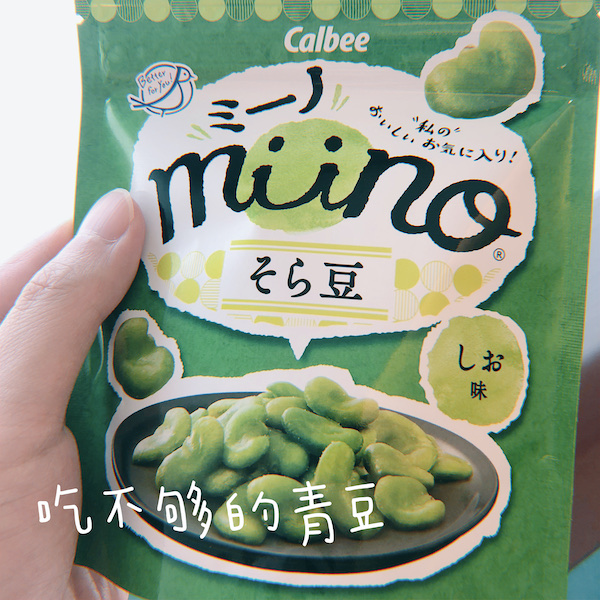 Calbee
Better
For You!
ミーノ
"私の"
おいしいお気に入り!
miino
®
そら豆
しお
味
吃不够的青豆